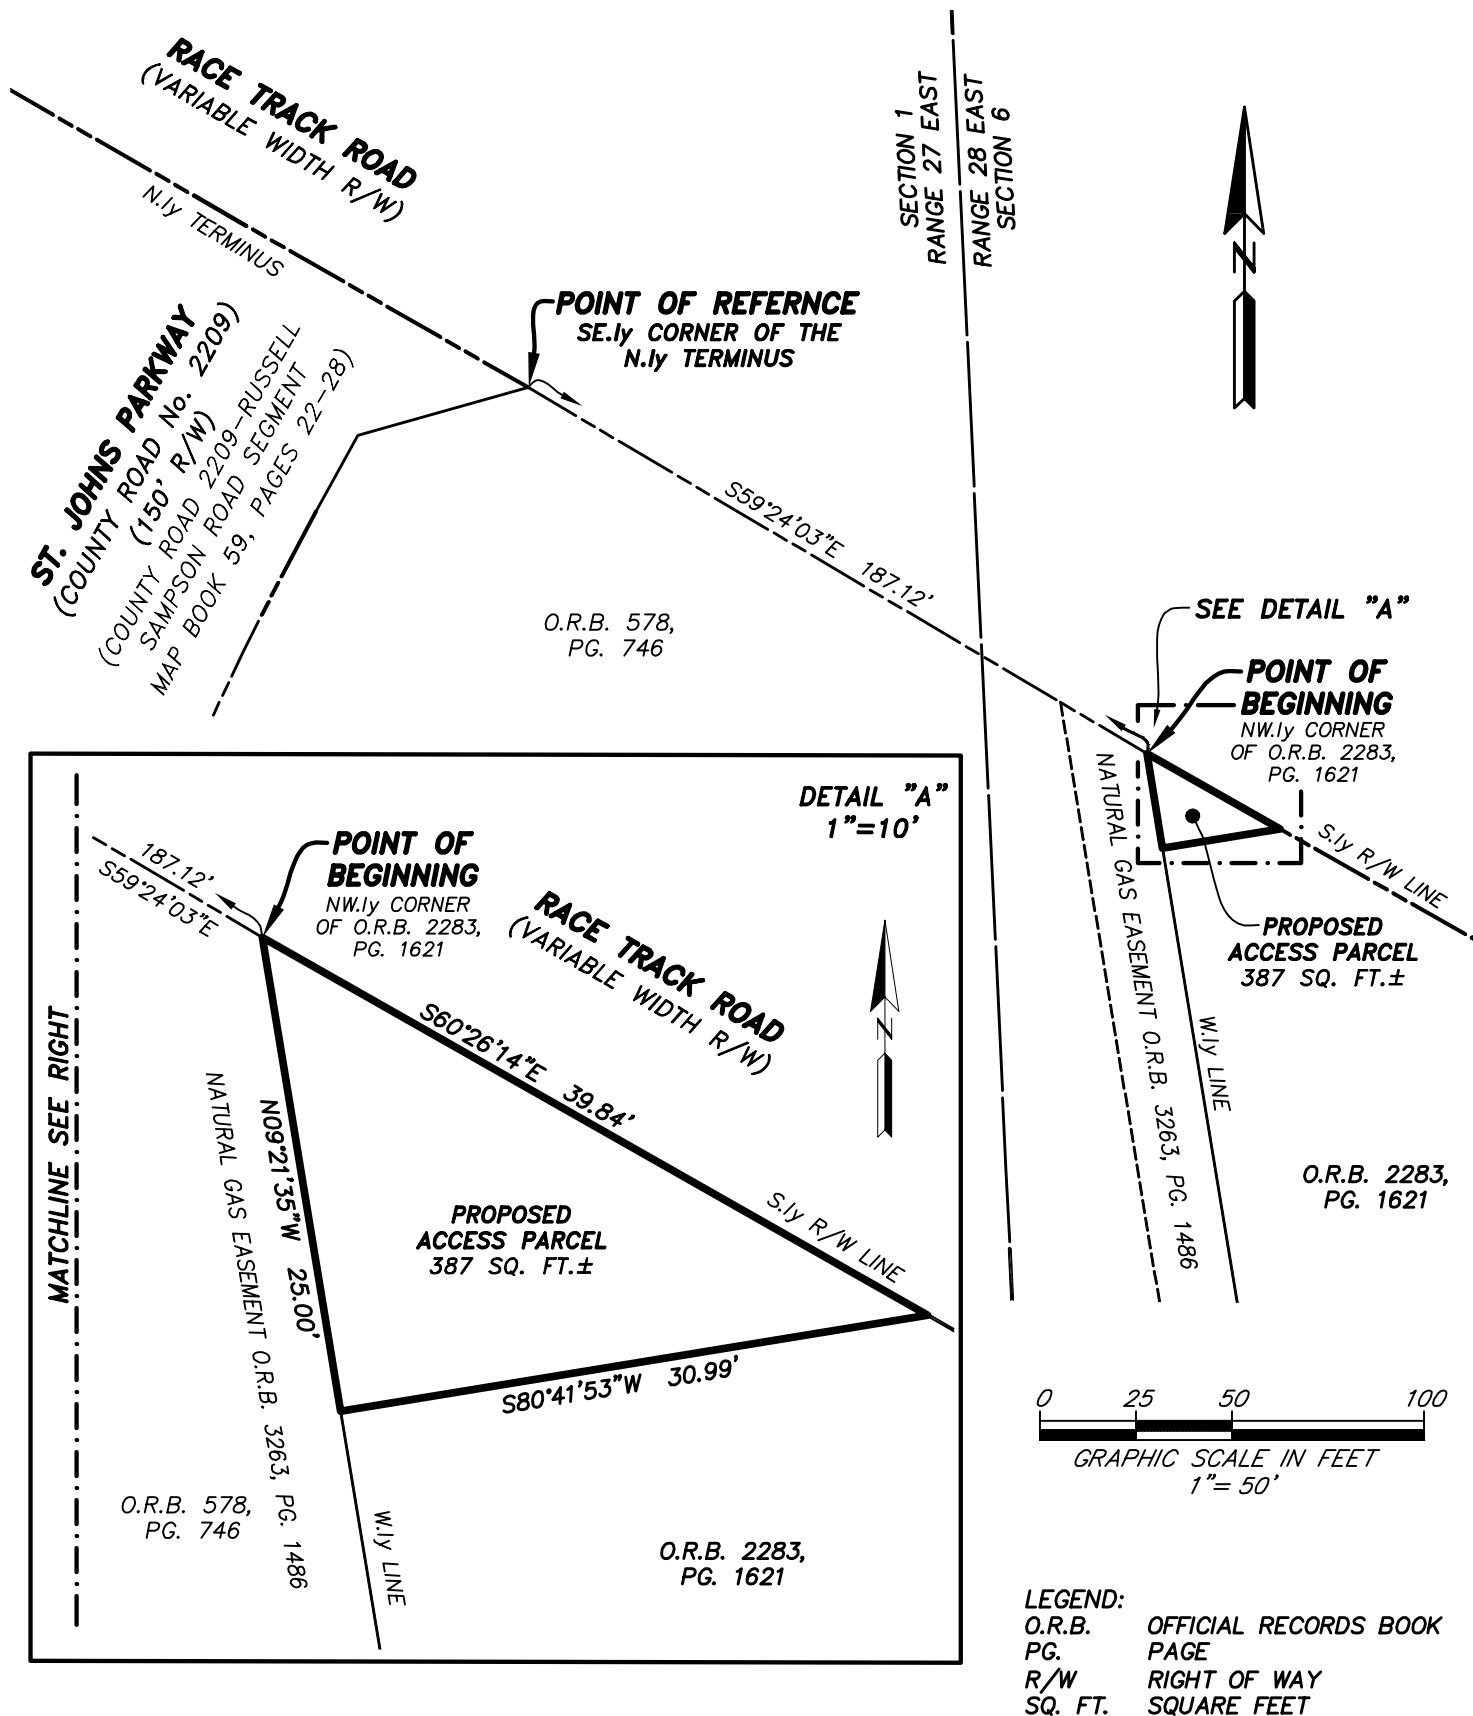 RACE TRACK ROAD
(VARIABLE WIDTH R/W)
N.ly TERMINUS
SECTION 1
RANGE 27 EAST
RANGE 28 EAST
SECTION 6
N
POINT OF REFERNCE
SE.ly CORNER OF THE
N.ly TERMINUS
ST. JOHNS PARKWAY
(COUNTY ROAD No. 2209)
(150' R/W)
(COUNTY ROAD 2209-RUSSELL
SAMPSON ROAD SEGMENT
MAP BOOK 59, PAGES 22-28)
S59°24'03"E 187.12'
O.R.B. 578,
PG. 746
SEE DETAIL "A"
POINT OF
BEGINNING
NW.ly CORNER
OF O.R.B. 2283,
PG. 1621
S.ly R/W LINE
PROPOSED
ACCESS PARCEL
387 SQ. FT.±
NATURAL GAS EASEMENT O.R.B. 3263, PG. 1486
W.ly LINE
O.R.B. 2283,
PG. 1621
DETAIL "A"
1"=10'
MATCHLINE SEE RIGHT
187.12'
S59°24'03"E
POINT OF
BEGINNING
NW.ly CORNER
OF O.R.B. 2283,
PG. 1621
RACE TRACK ROAD
(VARIABLE WIDTH R/W)
N
S60°26'14"E 39.84'
S.ly R/W LINE
N09°21'35"W 25.00'
NATURAL GAS EASEMENT O.R.B. 3263, PG. 1486
PROPOSED
ACCESS PARCEL
387 SQ. FT.±
S80°41'53"W 30.99'
O.R.B. 578,
PG. 746
W.ly LINE
O.R.B. 2283,
PG. 1621
0 25 50 100
GRAPHIC SCALE IN FEET
1"= 50'
LEGEND:
O.R.B. OFFICIAL RECORDS BOOK
PG. PAGE
R/W RIGHT OF WAY
SQ. FT. SQUARE FEET